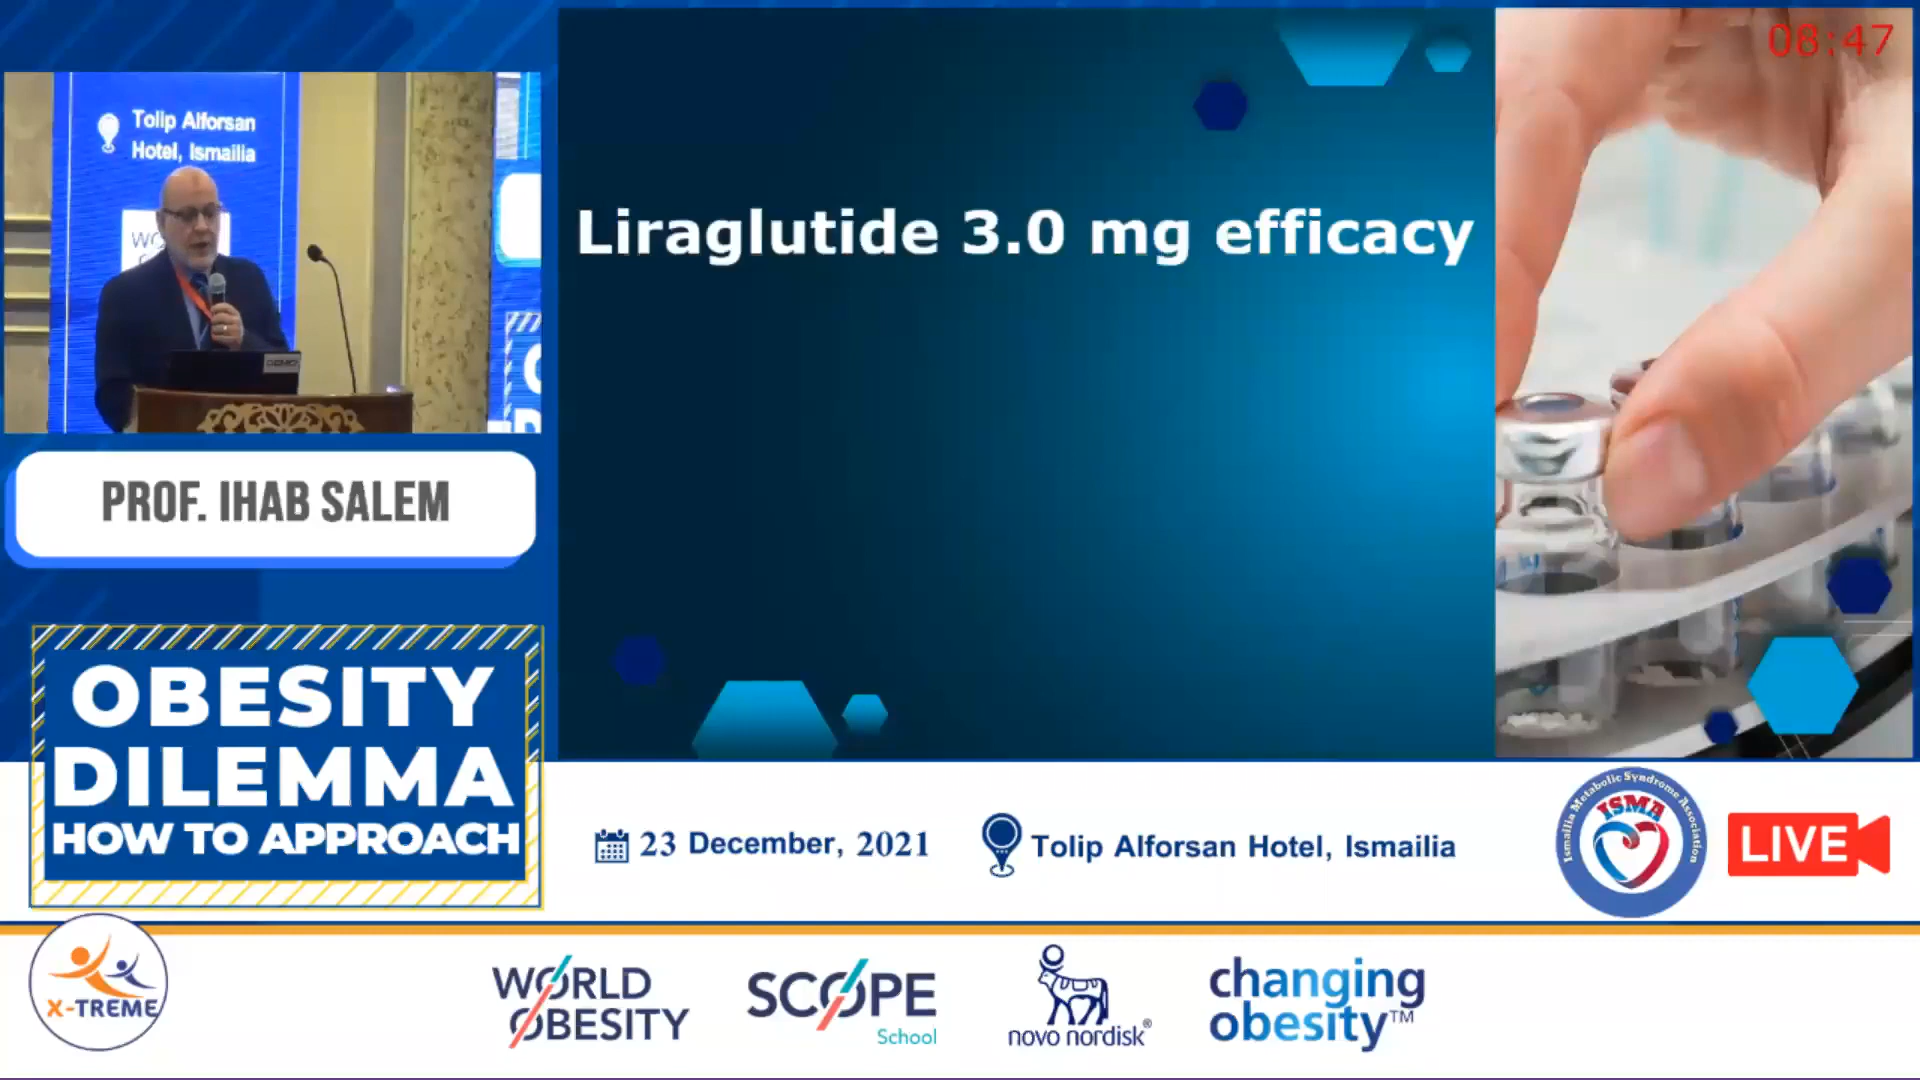 08:47
Tolip Alforsan
Hotel, Ismailia
Liraglutide 3.0 mg efficacy
PROF. IHAB SALEM
OBESITY
DILEMMA
HOW TO APPROACH
23 December, 2021
Tolip Alforsan Hotel, Ismailia
Ismailia Metabolic Syndrome Association
ISMA
LIVE
X-TREME
WORLD
OBESITY
SCOPE
School
novo nordisk®
changing
obesity™